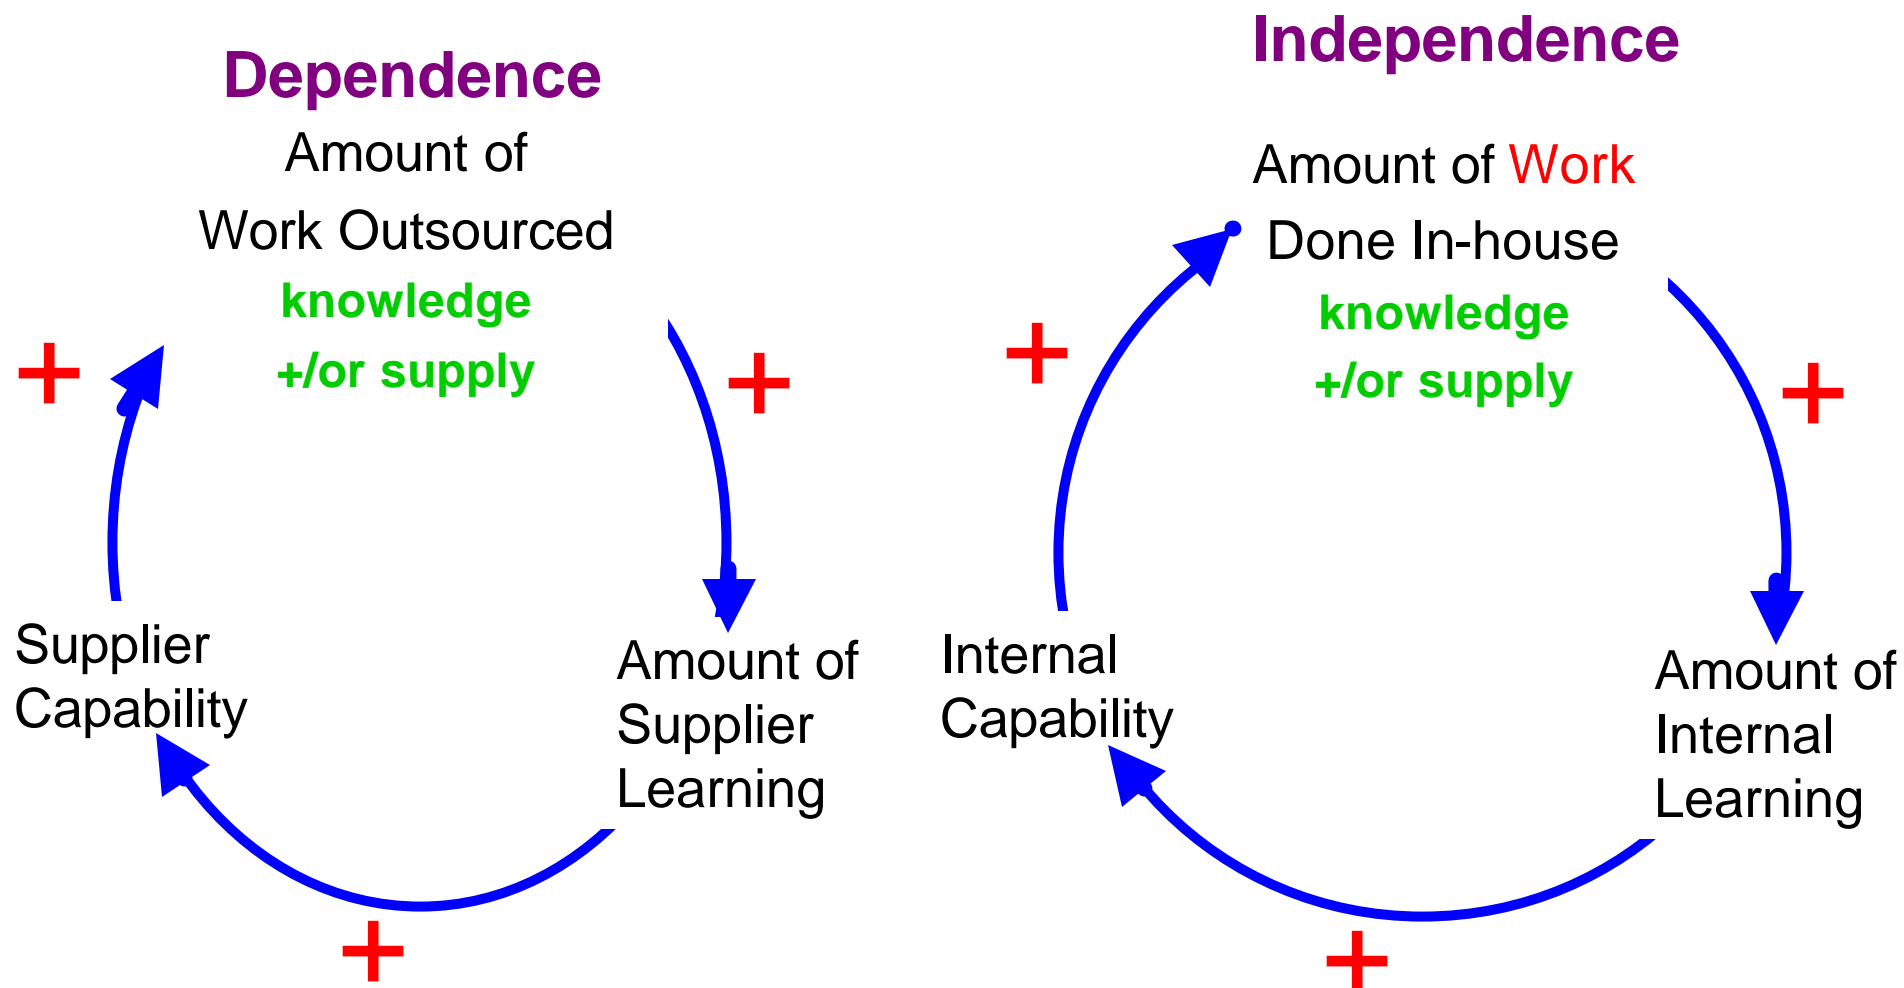 Dependence
Amount of
Work Outsourced
knowledge
+/or supply
+
+
Supplier
Capability
Amount of
Supplier
Learning
+
Independence
Amount of Work
Done In-house
knowledge
+/or supply
+
+
Internal
Capability
Amount of
Internal
Learning
+